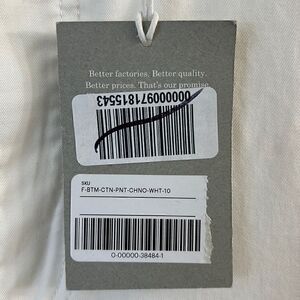 Better factories. Better quality.
Better prices. That's our promise.
0000000971815543
SKU
F-BTM-CTN-PNT-CHNO-WHT-10
0-00000-38484-1